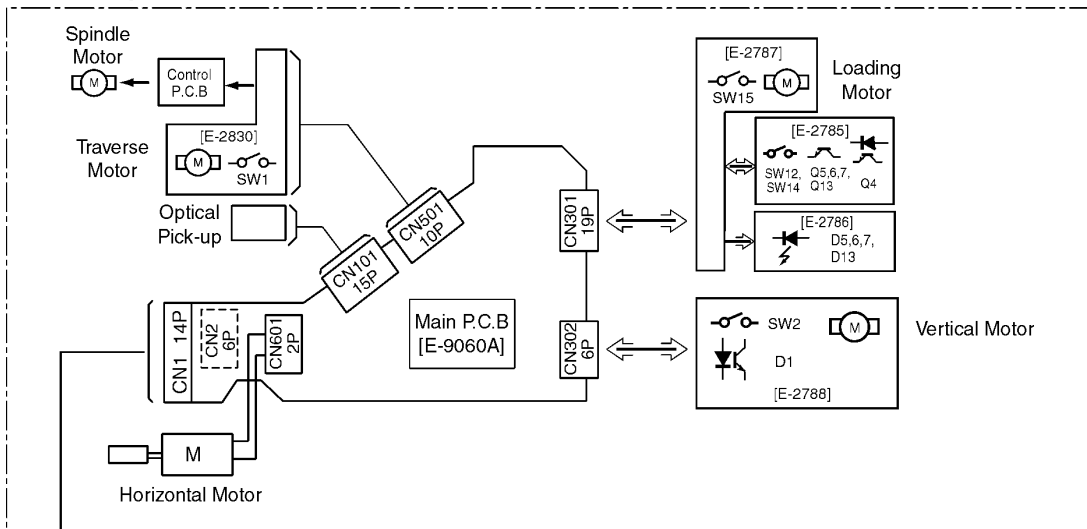 Spindle
Motor
M
Control
P.C.B
[E-2830]
Traverse
Motor
M
SW1
Optical
Pick-up
CN501
10P
CN101
15P
CN1 14P
CN2
6P
CN601
2P
Main P.C.B
[E-9060A]
CN301
19P
CN302
6P
M
Horizontal Motor
[E-2787]
M
SW15
Loading
Motor
[E-2785]
SW12,
SW14
Q5,6,7,
Q13
Q4
[E-2786]
D5,6,7,
D13
SW2
M
Vertical Motor
D1
[E-2788]